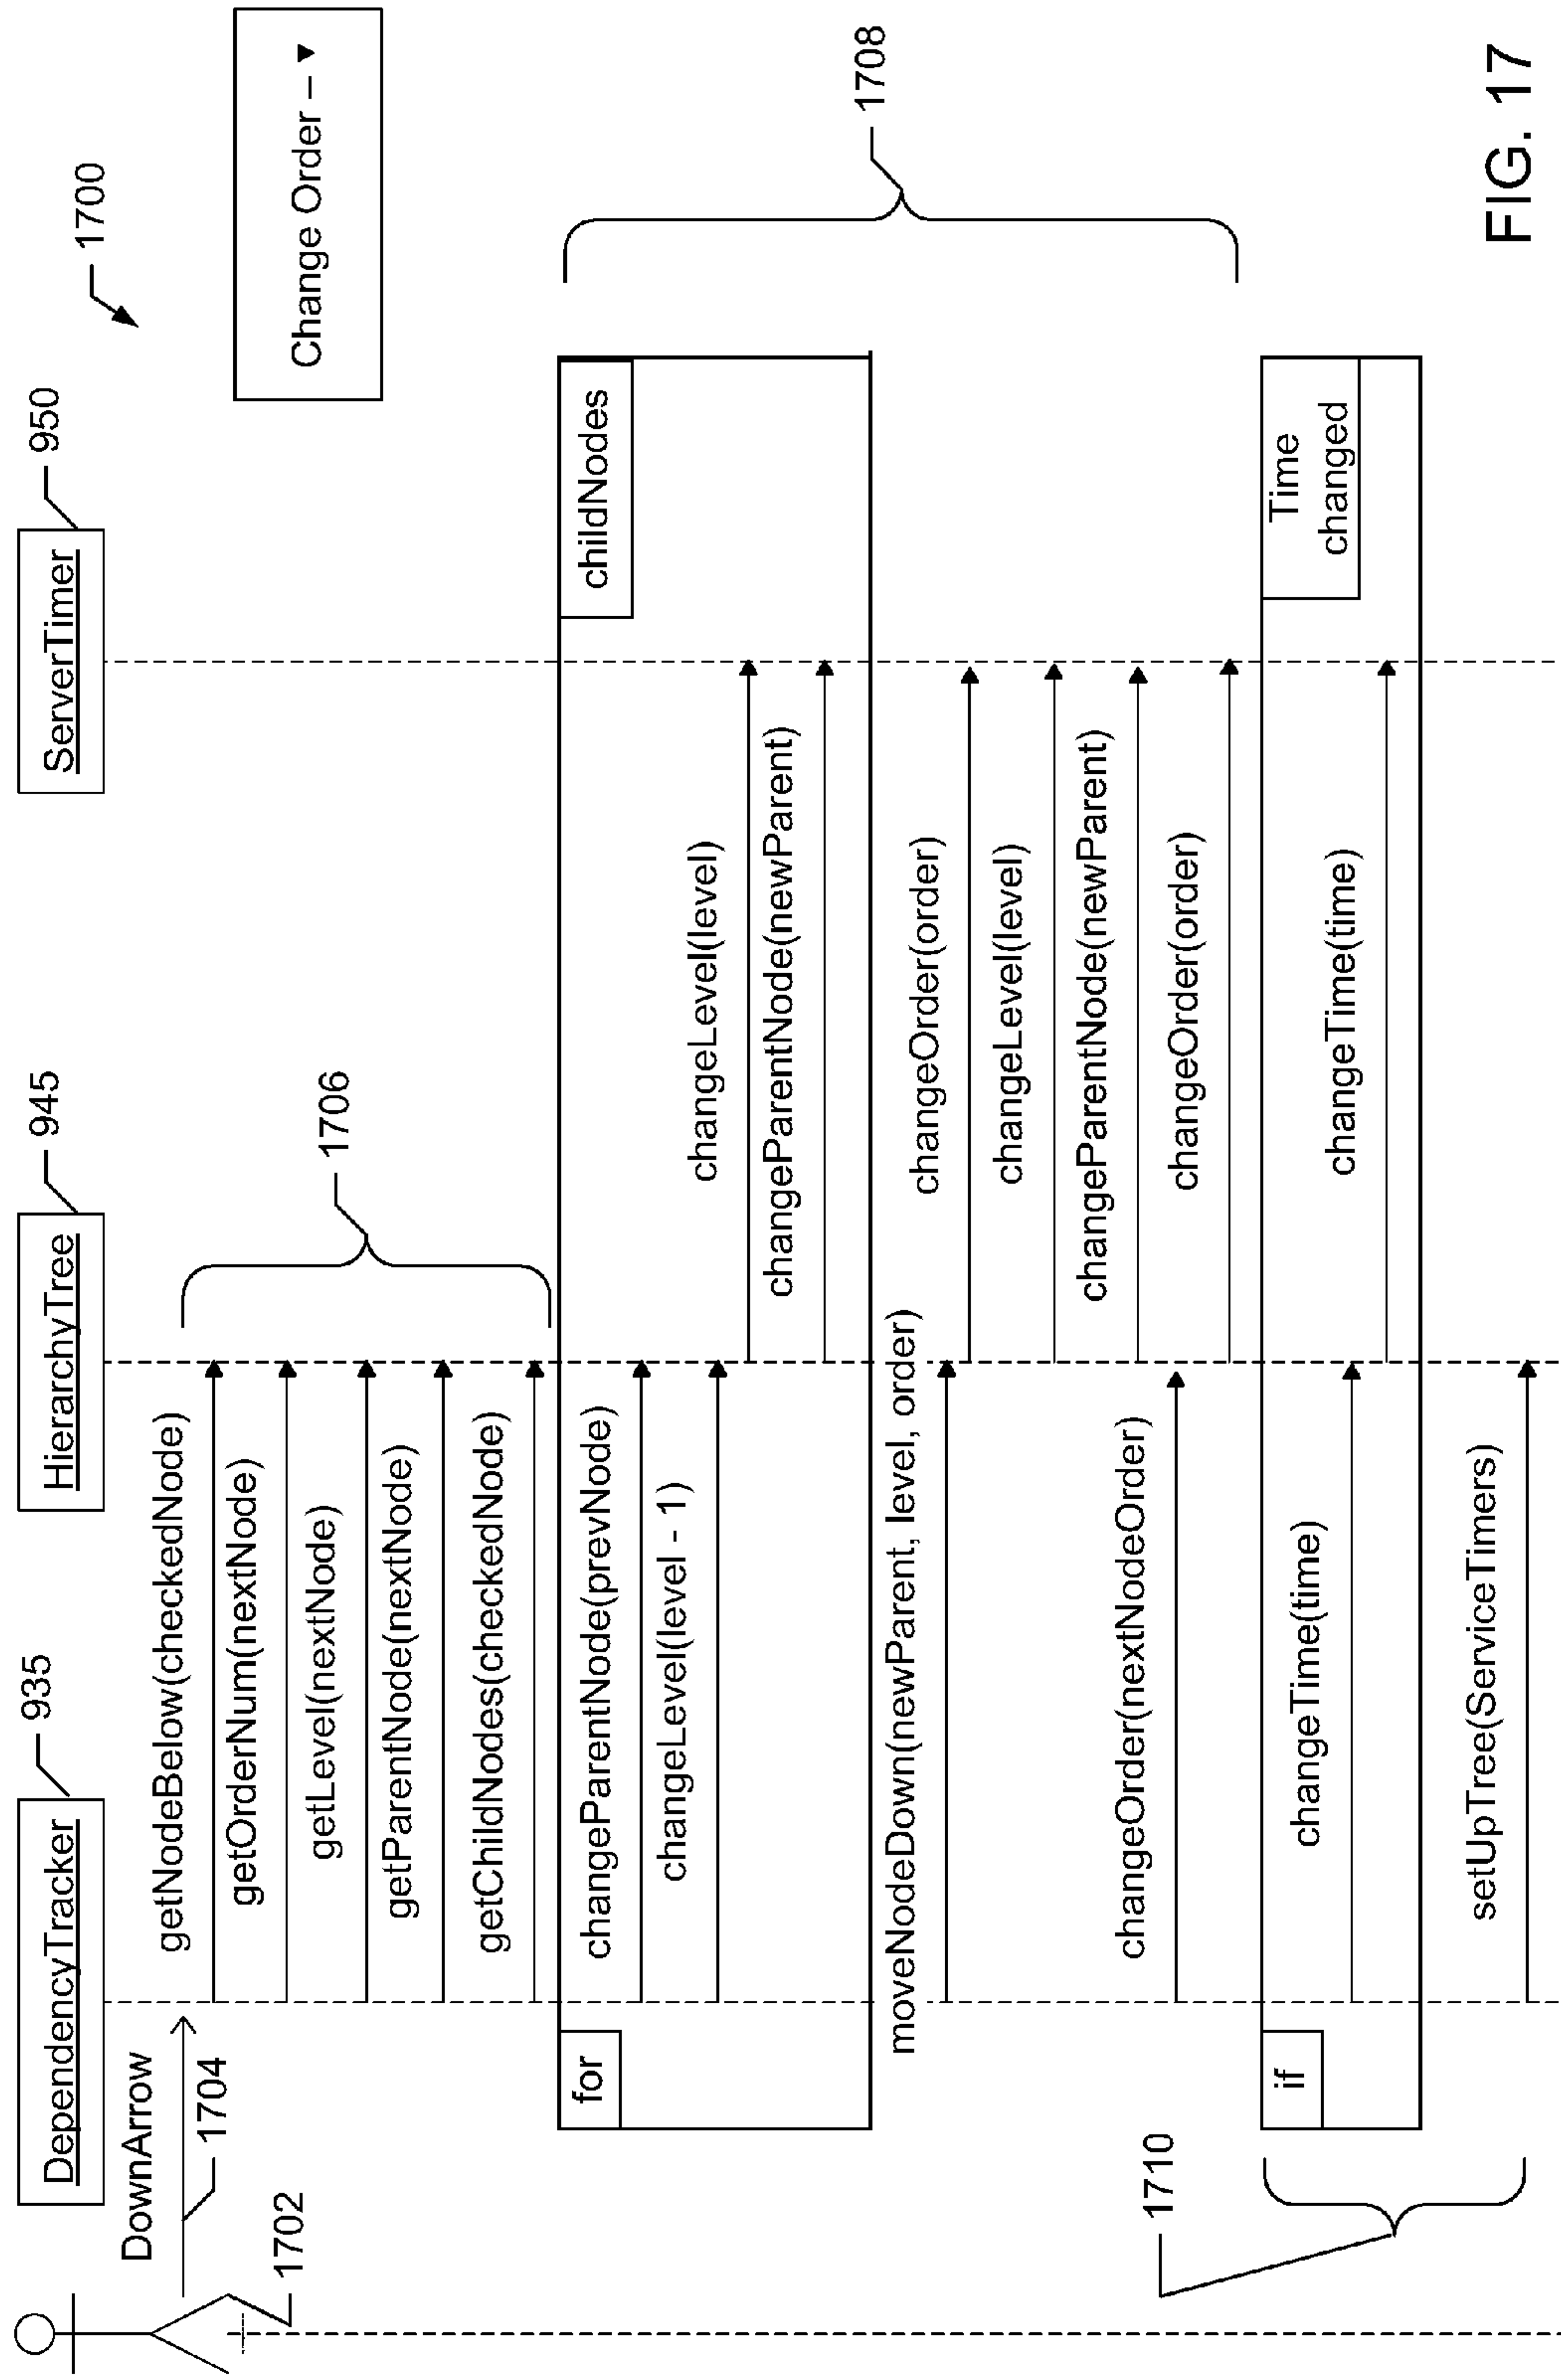 1700
Change Order – ▼
DependencyTracker
935
HierarchyTree
945
ServerTimer
950
DownArrow
1704
1702
getNodeBelow(checkedNode)
getOrderNum(nextNode)
getLevel(nextNode)
getParentNode(nextNode)
getChildNodes(checkedNode)
1706
for
childNodes
changeParentNode(prevNode)
changeLevel(level - 1)
changeLevel(level)
changeParentNode(newParent)
moveNodeDown(newParent, level, order)
changeOrder(order)
changeLevel(level)
changeParentNode(newParent)
changeOrder(nextNodeOrder)
changeOrder(order)
1708
if
Time
changed
changeTime(time)
changeTime(time)
setUpTree(ServiceTimers)
1710
FIG. 17